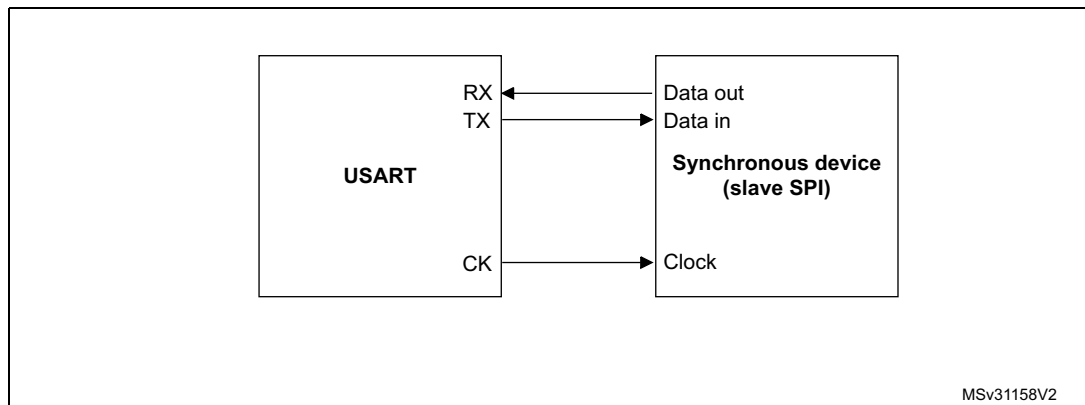 RX
TX
USART
CK
Data out
Data in
Synchronous device
(slave SPI)
Clock
MSv31158V2